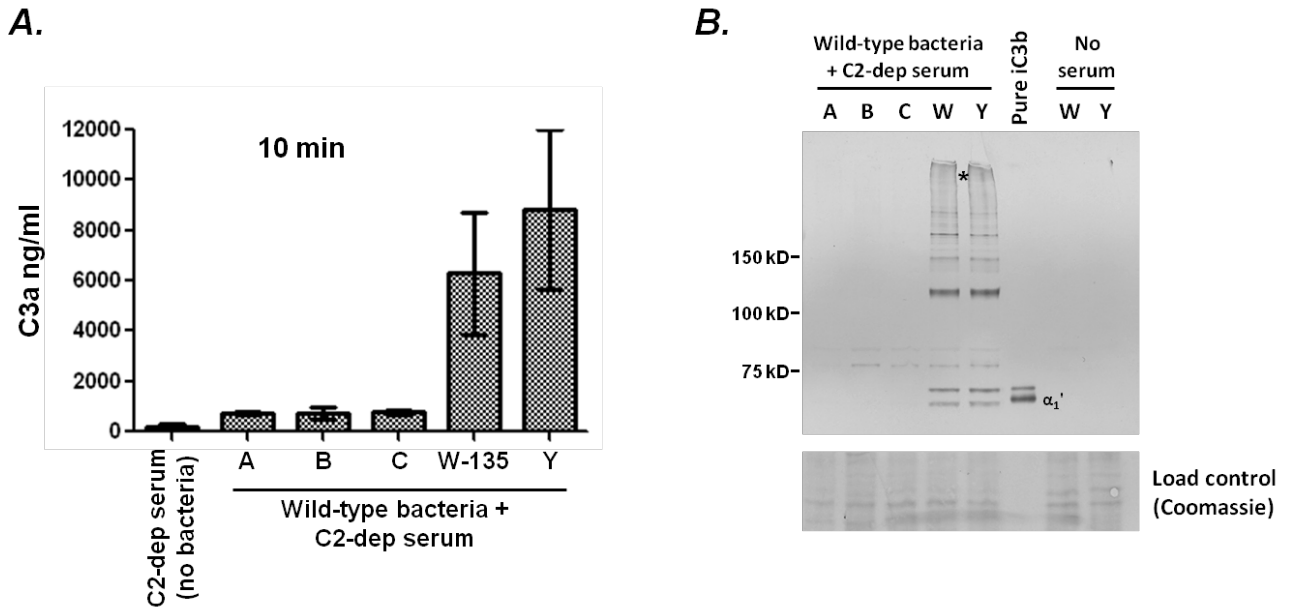 A.
12000
10 min
10000
8000
6000
4000
2000
0
C3a ng/ml
C2-dep serum
(no bacteria)
A B C W-135 Y
Wild-type bacteria +
C2-dep serum
B.
Wild-type bacteria
+ C2-dep serum
Pure iC3b
No
serum
A B C W Y W Y
*
150 kD
100 kD
75 kD
α₁'
Load control
(Coomassie)